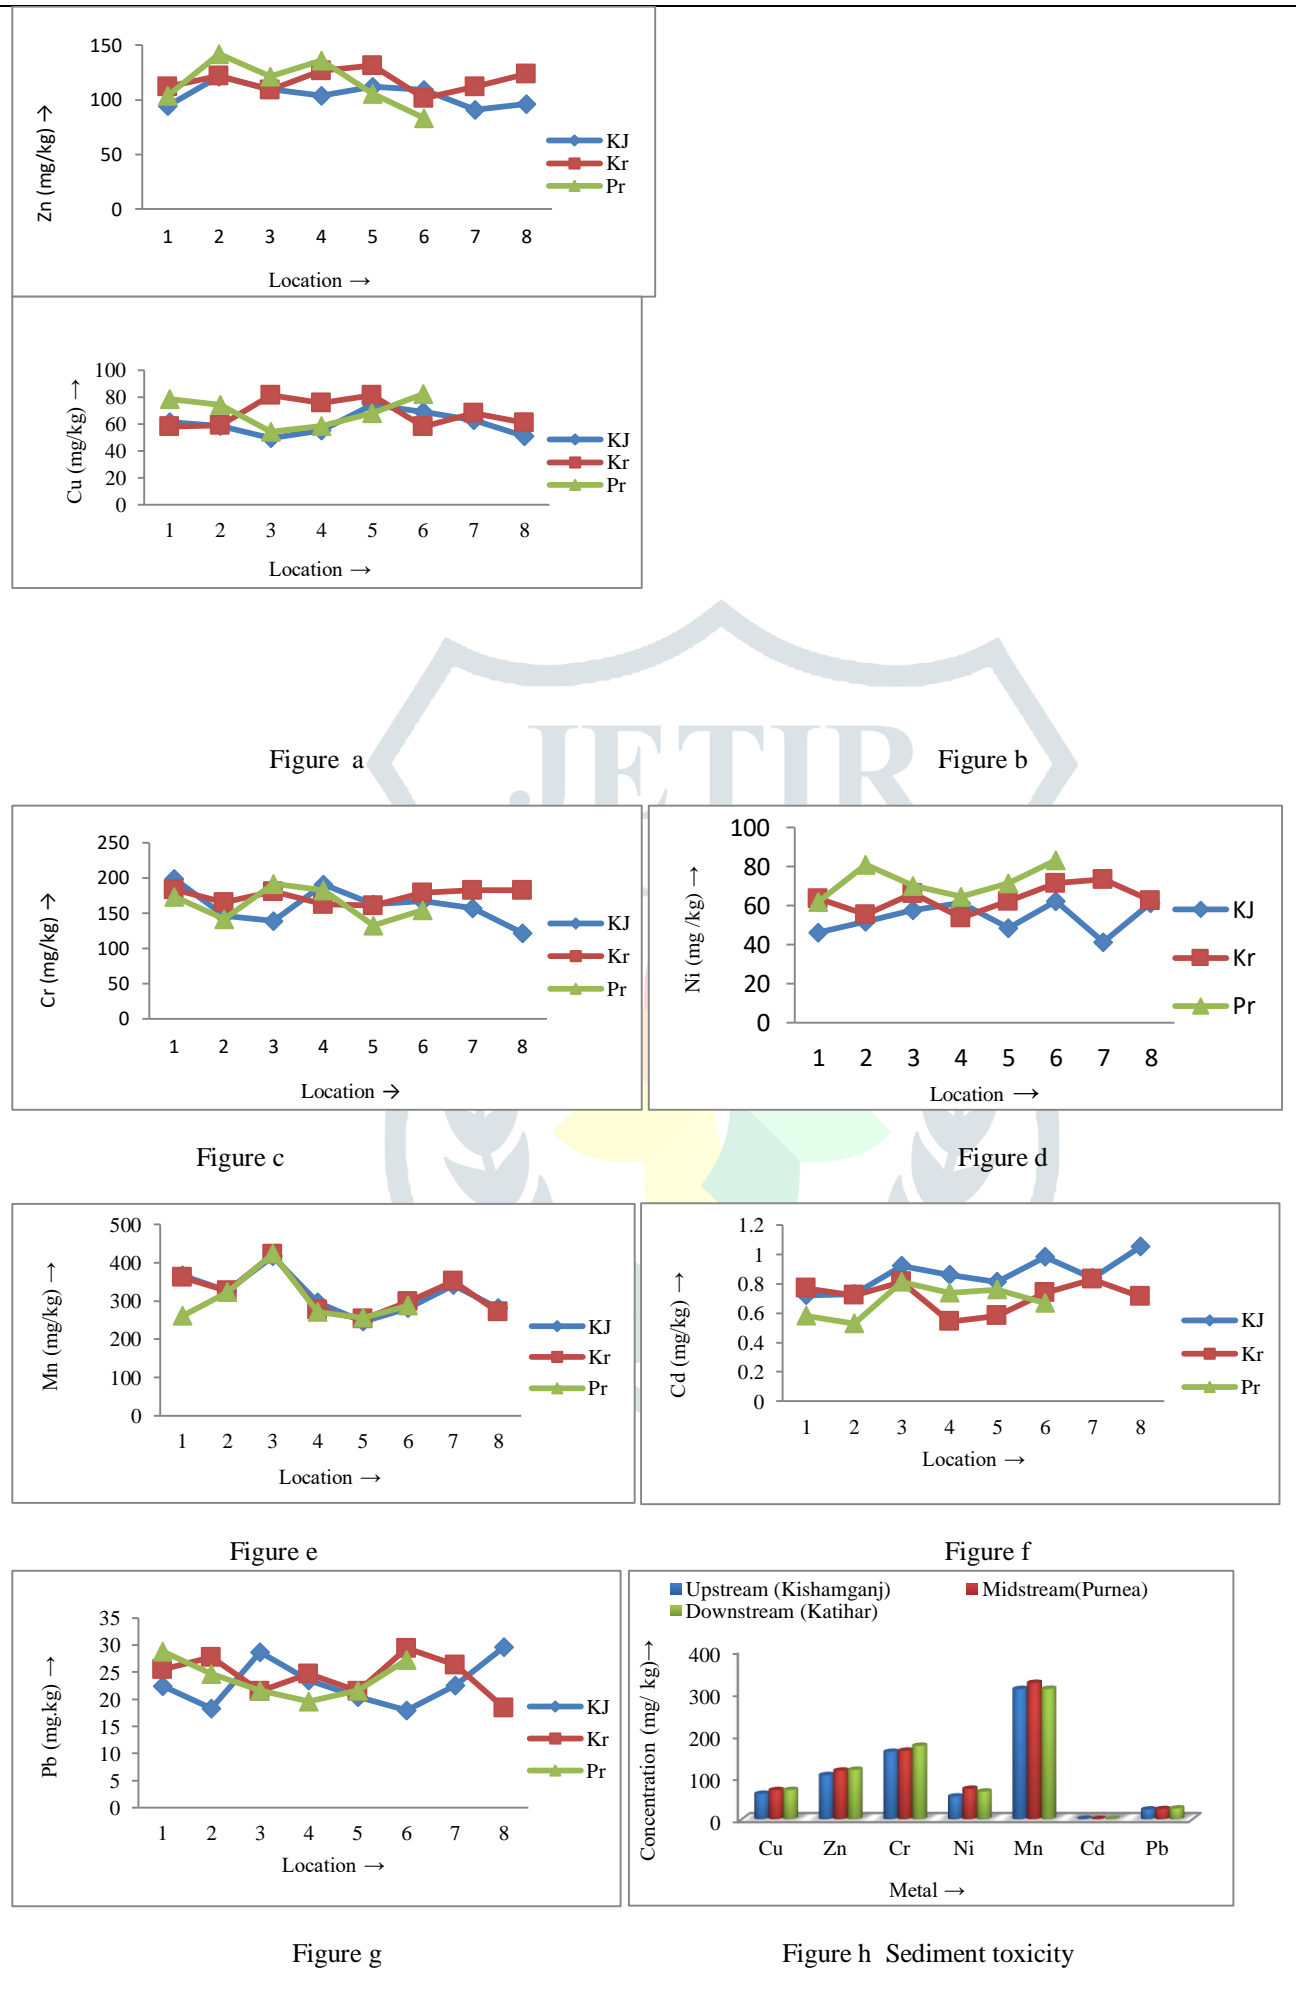 150
100
50
0
Zn (mg/kg) →
1 2 3 4 5 6 7 8
Location →
KJ
Kr
Pr
100
80
60
40
20
0
Cu (mg/kg) →
1 2 3 4 5 6 7 8
Location →
KJ
Kr
Pr
JETIR
Figure a
Figure b
250
200
150
100
50
0
Cr (mg/kg) →
1 2 3 4 5 6 7 8
Location →
KJ
Kr
Pr
100
80
60
40
20
0
Ni (mg /kg) →
1 2 3 4 5 6 7 8
Location →
KJ
Kr
Pr
Figure c
Figure d
500
400
300
200
100
0
Mn (mg/kg) →
1 2 3 4 5 6 7 8
Location →
KJ
Kr
Pr
1.2
1
0.8
0.6
0.4
0.2
0
Cd (mg/kg) →
1 2 3 4 5 6 7 8
Location →
KJ
Kr
Pr
Figure e
Figure f
35
30
25
20
15
10
5
0
Pb (mg.kg) →
1 2 3 4 5 6 7 8
Location →
KJ
Kr
Pr
Upstream (Kishamganj)
Midstream(Purnea)
Downstream (Katihar)
400
300
200
100
0
Concentration (mg/ kg)→
Cu Zn Cr Ni Mn Cd Pb
Metal →
Figure g
Figure h Sediment toxicity